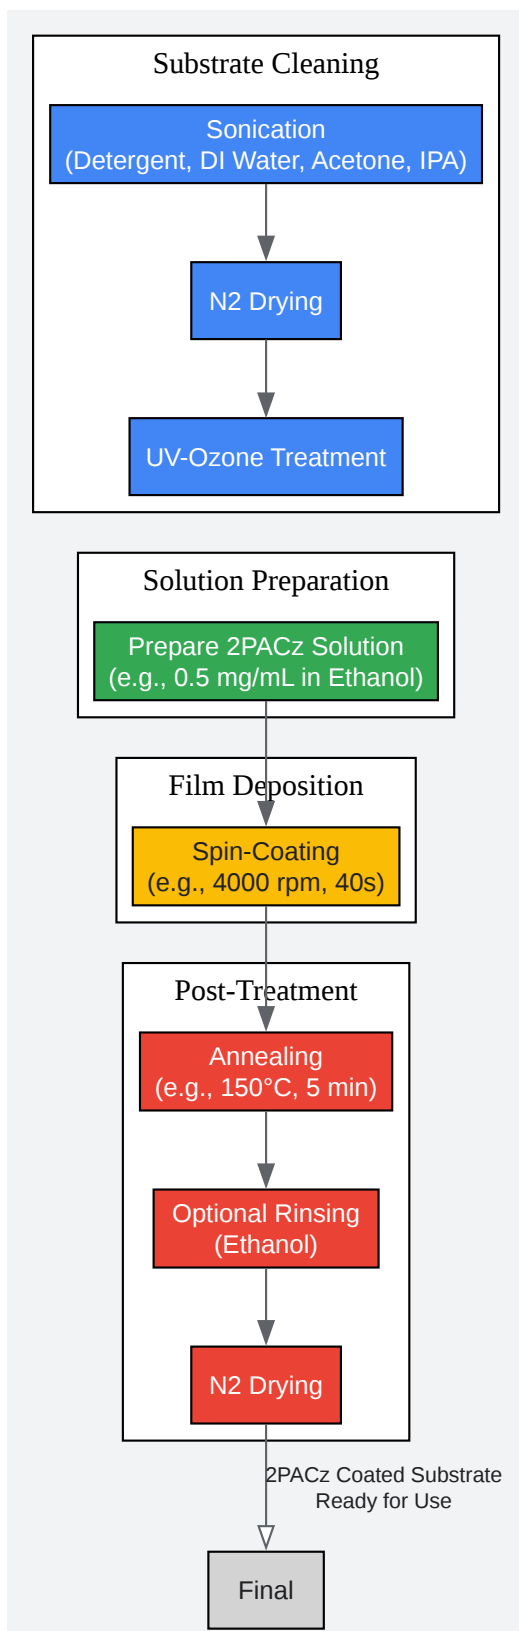 Substrate Cleaning
Sonication
(Detergent, DI Water, Acetone, IPA)
N2 Drying
UV-Ozone Treatment
Solution Preparation
Prepare 2PACz Solution
(e.g., 0.5 mg/mL in Ethanol)
Film Deposition
Spin-Coating
(e.g., 4000 rpm, 40s)
Post-Treatment
Annealing
(e.g., 150°C, 5 min)
Optional Rinsing
(Ethanol)
N2 Drying
2PACz Coated Substrate
Ready for Use
Final